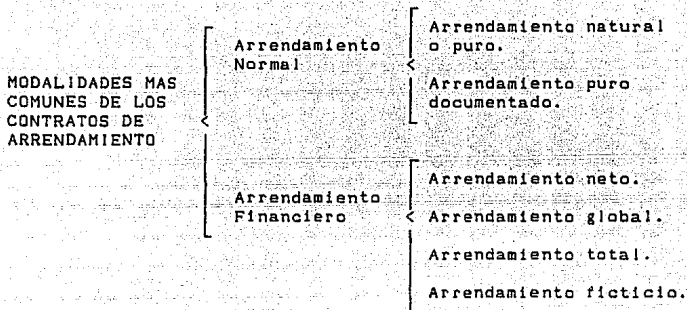 MODALIDADES MAS
COMUNES DE LOS
CONTRATOS DE
ARRENDAMIENTO
Arrendamiento
Normal
Arrendamiento natural
o puro.
Arrendamiento puro
documentado.
Arrendamiento
Financiero
Arrendamiento neto.
Arrendamiento global.
Arrendamiento total.
Arrendamiento ficticio.